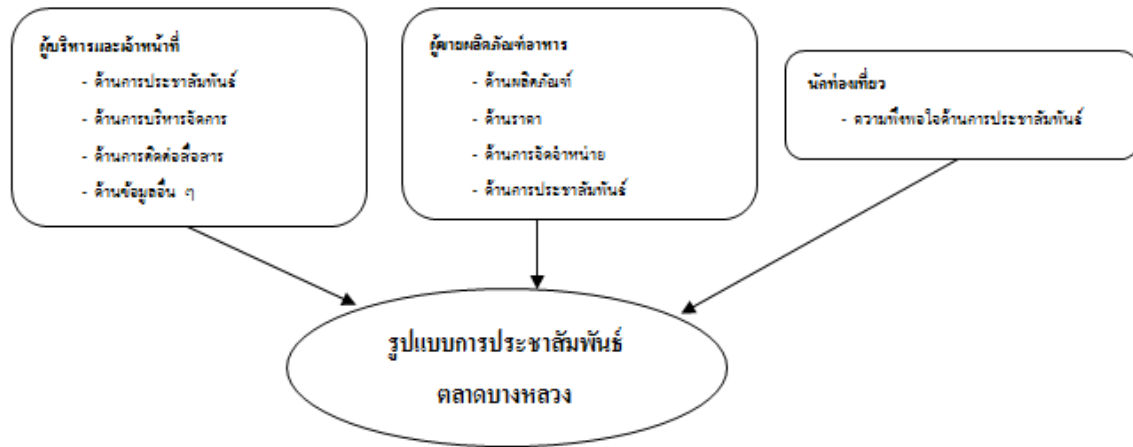 ผู้บริหารและเจ้าหน้าที่
- ด้านการประชาสัมพันธ์
- ด้านการบริหารจัดการ
- ด้านการติดต่อสื่อสาร
- ด้านข้อมูลอื่น ๆ
ผู้ขายผลิตภัณฑ์อาหาร
- ด้านผลิตภัณฑ์
- ด้านราคา
- ด้านการจัดจำหน่าย
- ด้านการประชาสัมพันธ์
นักท่องเที่ยว
- ความพึงพอใจด้านการประชาสัมพันธ์
รูปแบบการประชาสัมพันธ์
ตลาดบางหลวง